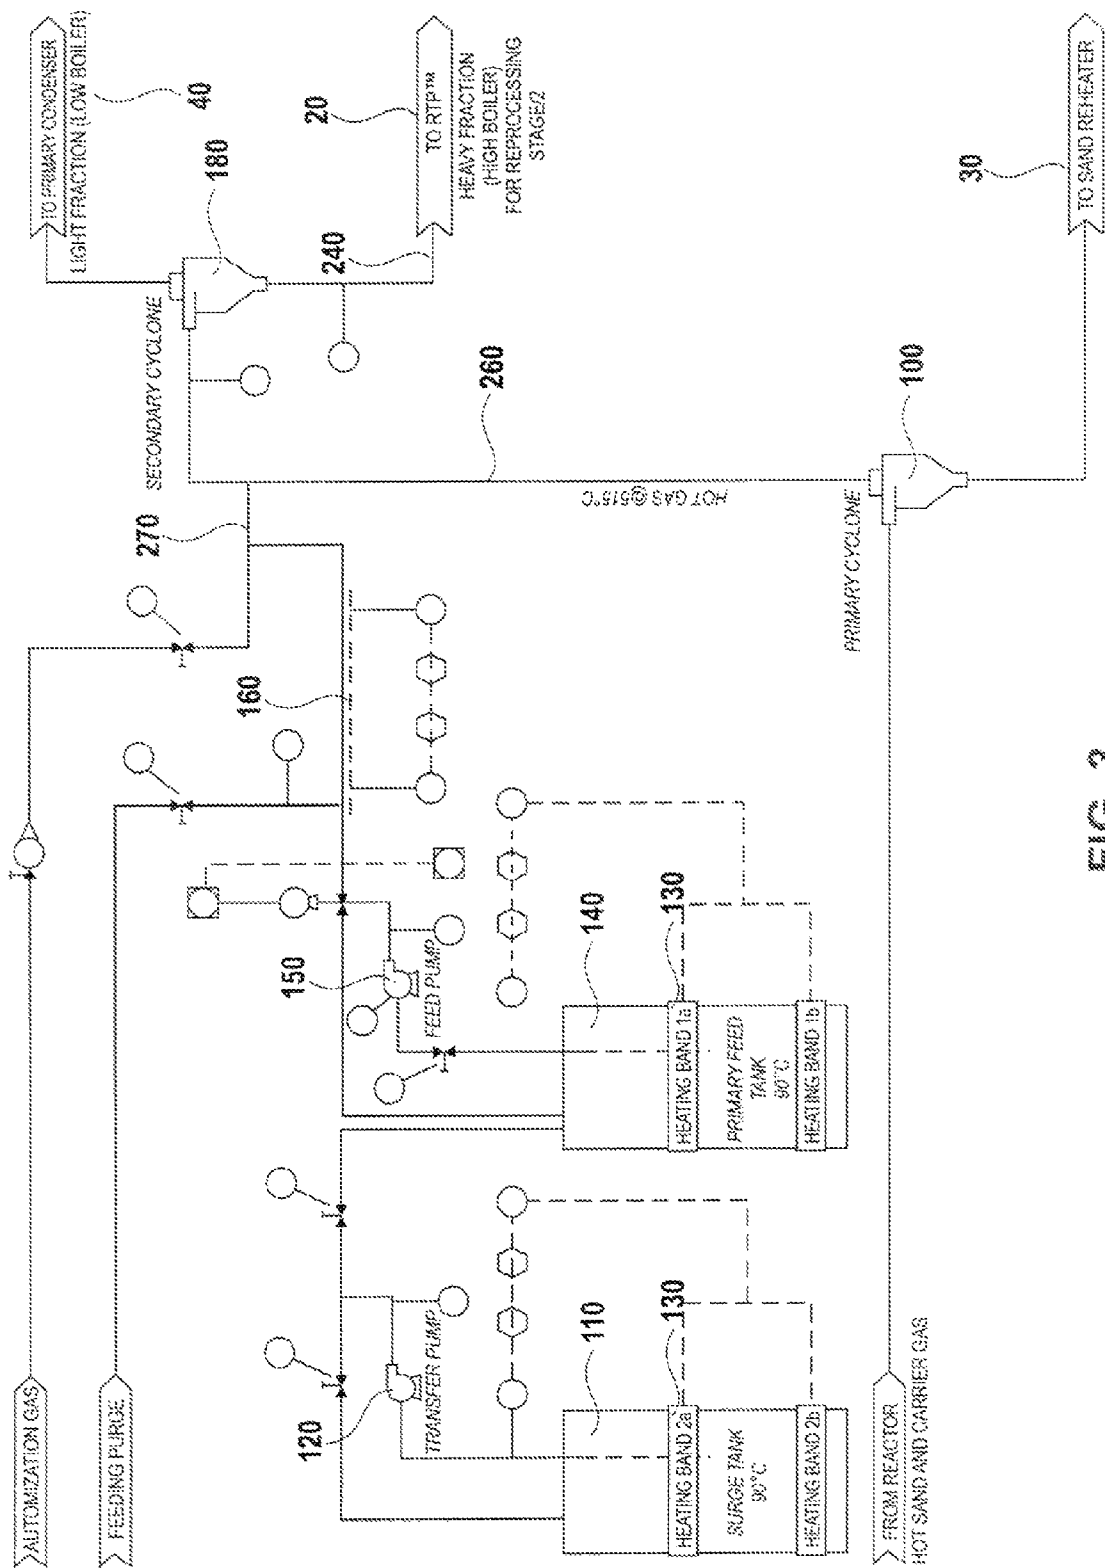 AUTOMIZATION GAS
FEEDING PURGE
TO PRIMARY CONDENSER
LIGHT FRACTION (LOW BOILER)
40
SECONDARY CYCLONE
180
TO RTP™
20
HEAVY FRACTION
(HIGH BOILER)
FOR REPROCESSING
STAGE/2
240
270
160
260
HOT GAS @515°C
150
FEED PUMP
120
TRANSFER PUMP
110
130
HEATING BAND 2a
SURGE TANK
90°C
HEATING BAND 2b
140
130
HEATING BAND 1a
PRIMARY FEED
TANK
90°C
HEATING BAND 1b
PRIMARY CYCLONE
100
FROM REACTOR
HOT SAND AND CARRIER GAS
30
TO SAND REHEATER